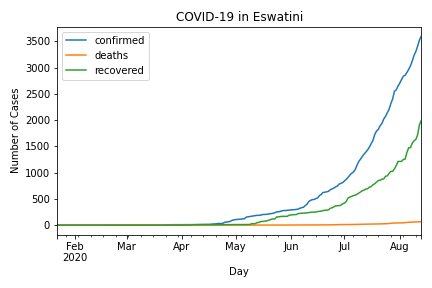 COVID-19 in Eswatini
confirmed
deaths
recovered
Number of Cases
3500
3000
2500
2000
1500
1000
500
0
Feb
2020
Mar
Apr
May
Jun
Jul
Aug
Day